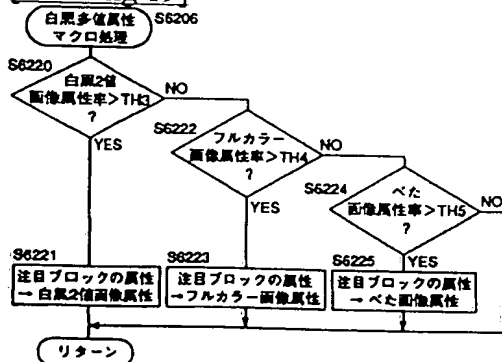 白黒多値属性
マクロ処理
S6206
S6220
白黒2値
画像属性率>TH3
?
NO
YES
S6222
フルカラー
画像属性率>TH4
?
NO
YES
S6224
べた
画像属性率>TH5
?
NO
YES
S6221
注目ブロックの属性
→白黒2値画像属性
S6223
注目ブロックの属性
→フルカラー画像属性
S6225
注目ブロックの属性
→べた画像属性
リターン